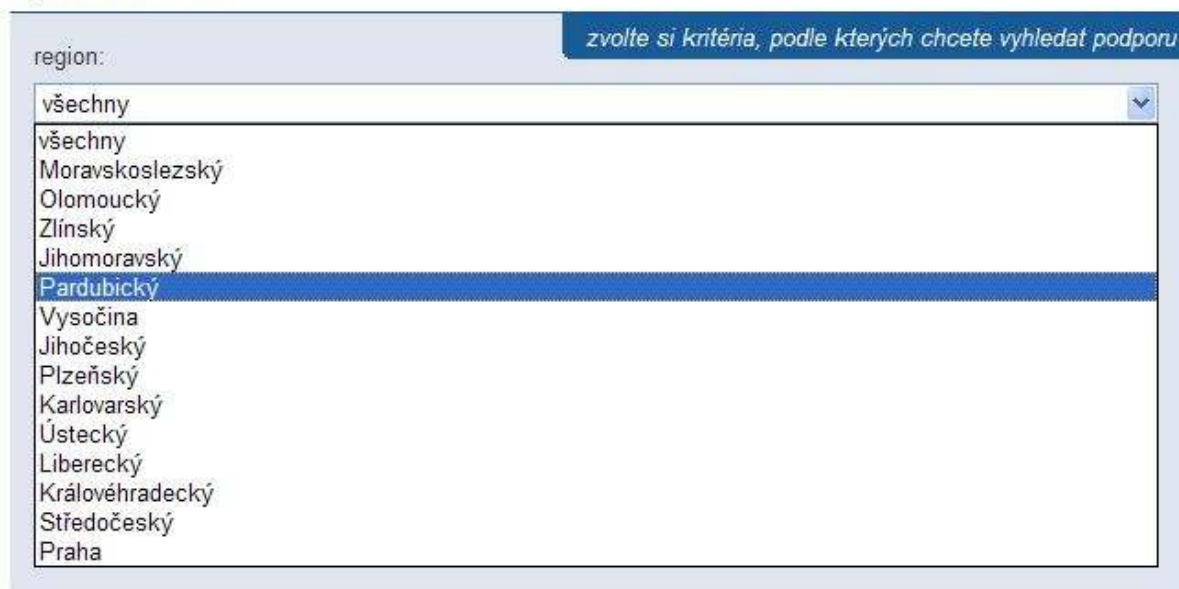 zvolte si kritéria, podle kterých chcete vyhledat podporu
region:
všechny
všechny
Moravskoslezský
Olomoucký
Zlínský
Jihomoravský
Pardubický
Vysočina
Jihočeský
Plzeňský
Karlovarský
Ústecký
Liberecký
Královéhradecký
Středočeský
Praha